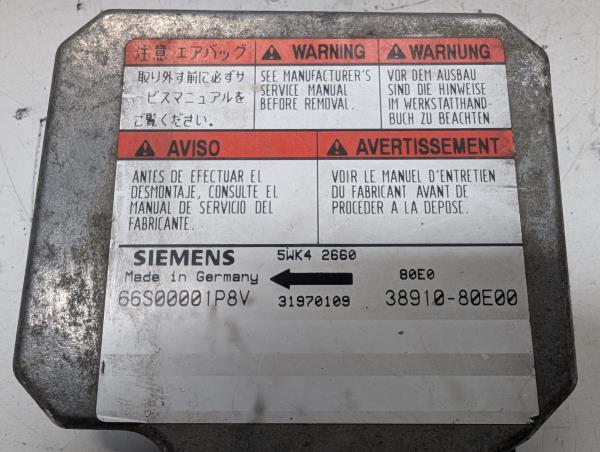 注意 エアバッグ
取り外す前に必ずサ
ービスマニュアルを
ご覧ください。
WARNING
SEE MANUFACTURER'S
SERVICE MANUAL
BEFORE REMOVAL.
WARNUNG
VOR DEM AUSBAU
SIND DIE HINWEISE
IM WERKSTATTHAND-
BUCH ZU BEACHTEN.
AVISO
ANTES DE EFECTUAR EL
DESMONTAJE, CONSULTE EL
MANUAL DE SERVICIO DEL
FABRICANTE.
AVERTISSEMENT
VOIR LE MANUEL D'ENTRETIEN
DU FABRICANT AVANT DE
PROCEDER A LA DEPOSE.
SIEMENS 5WK4 2660
Made in Germany 80E0
66S00001P8V 31970109 38910-80E00